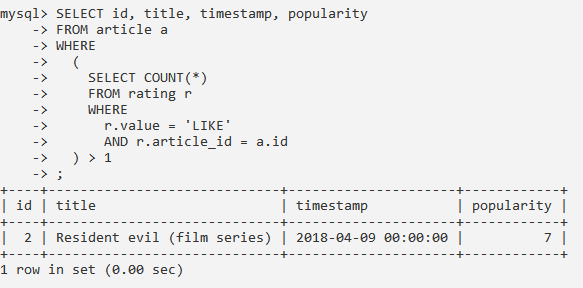 mysql> SELECT id, title, timestamp, popularity
    -> FROM article a
    -> WHERE
    ->   (
    ->     SELECT COUNT(*)
    ->     FROM rating r
    ->     WHERE
    ->       r.value = 'LIKE'
    ->       AND r.article_id = a.id
    ->   ) > 1
    -> ;
+----+-----------------------------+---------------------+------------+
| id | title                       | timestamp           | popularity |
+----+-----------------------------+---------------------+------------+
|  2 | Resident evil (film series) | 2018-04-09 00:00:00 |          7 |
+----+-----------------------------+---------------------+------------+
1 row in set (0.00 sec)